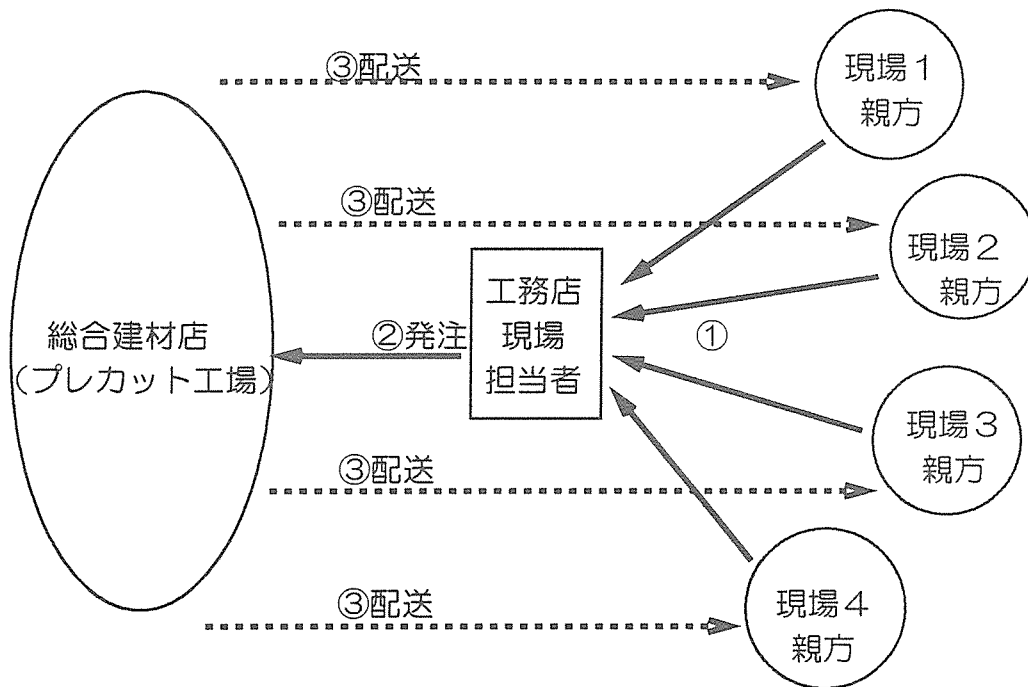 ③配送
現場1
親方
③配送
現場2
親方
工務店
現場
担当者
総合建材店
(プレカット工場)
②発注
①
現場3
親方
③配送
③配送
現場4
親方